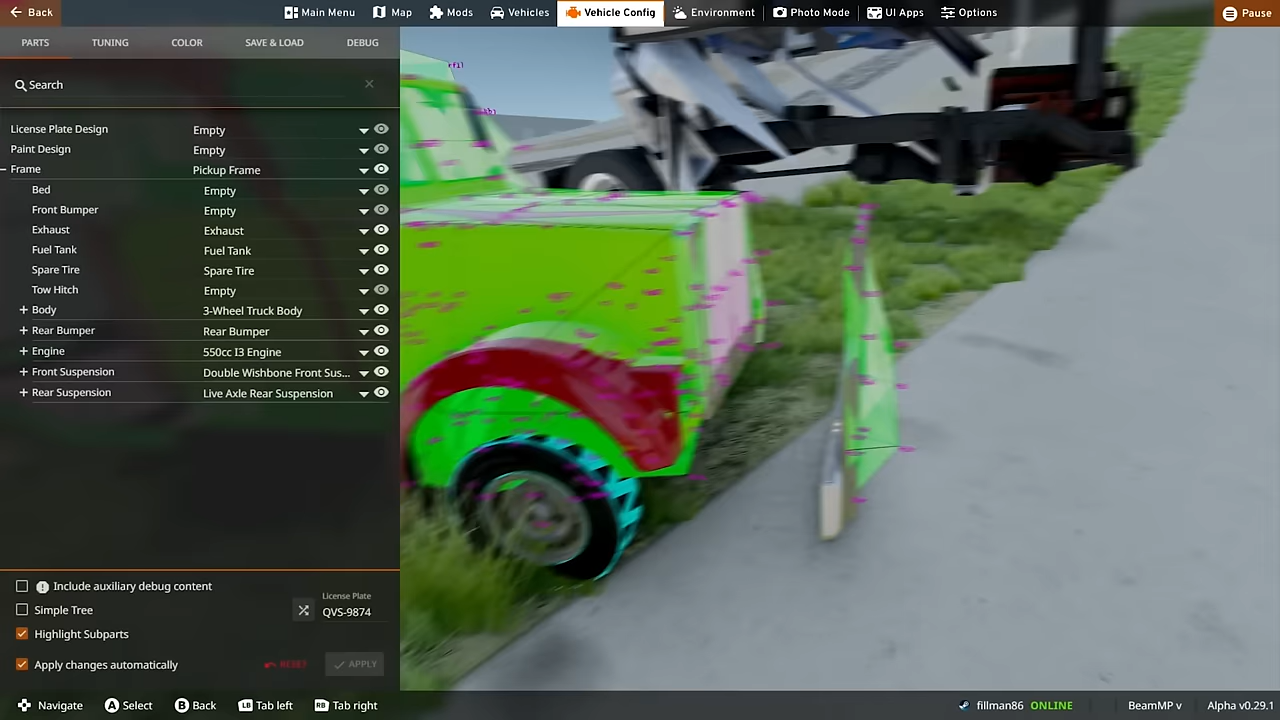 Back
Main Menu
Map
Mods
Vehicles
Vehicle Config
Environment
Photo Mode
UI Apps
Options
Pause
PARTS
TUNING
COLOR
SAVE & LOAD
DEBUG
Search
License Plate Design Empty
Paint Design Empty
Frame Pickup Frame
Bed Empty
Front Bumper Empty
Exhaust Exhaust
Fuel Tank Fuel Tank
Spare Tire Spare Tire
Tow Hitch Empty
Body 3-Wheel Truck Body
Rear Bumper Rear Bumper
Engine 550cc I3 Engine
Front Suspension Double Wishbone Front Sus...
Rear Suspension Live Axle Rear Suspension
Include auxiliary debug content
Simple Tree
License Plate
QVS-9874
Highlight Subparts
Apply changes automatically
RESET
APPLY
Navigate
A Select
B Back
LB Tab left
RB Tab right
fillman86 ONLINE
BeamMP v
Alpha v0.29.1